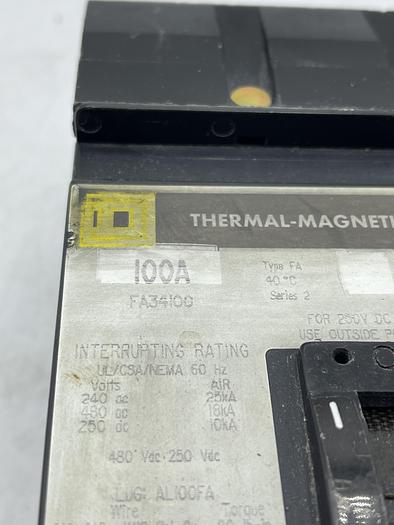 THERMAL-MAGNETI
100A
FA34100
Type FA
40 °C
Series 2
FOR 250V DC
USE OUTSIDE P
INTERRUPTING RATING
UL/CSA/NEMA 60 Hz
Volts AIR
240 ac 25kA
480 ac 18kA
250 dc 10kA
480 Vac-250 Vdc
LUG: AL100FA
Wire Torque